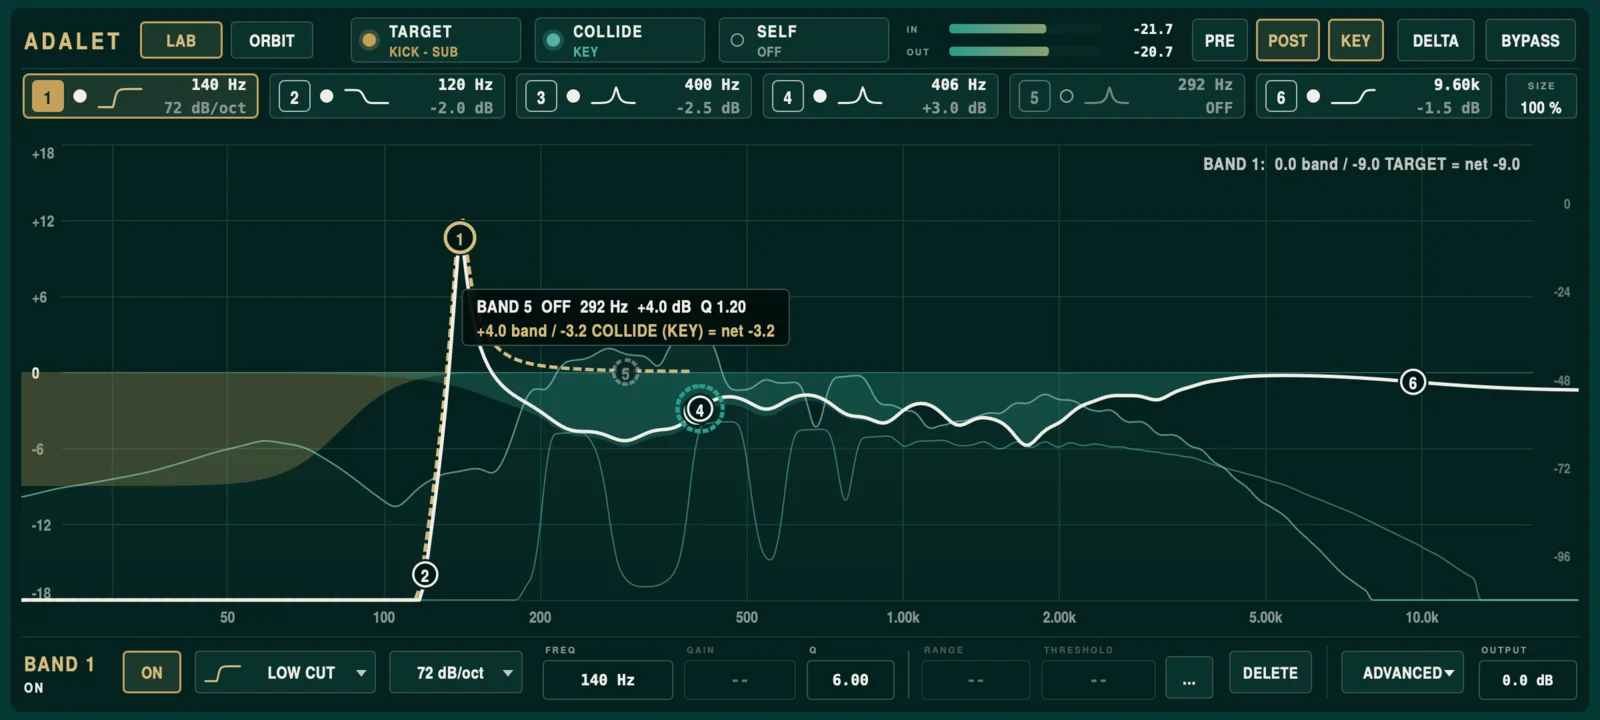 ADALET LAB ORBIT TARGET COLLIDE SELF IN -21.7 PRE POST KEY DELTA BYPASS
KICK - SUB KEY OFF OUT -20.7
1 140 Hz 2 120 Hz 3 400 Hz 4 406 Hz 5 292 Hz 6 9.60k SIZE
72 dB/oct -2.0 dB -2.5 dB +3.0 dB OFF -1.5 dB 100 %
+18
BAND 1: 0.0 band / -9.0 TARGET = net -9.0
0
+12
1
-24
+6
BAND 5 OFF 292 Hz +4.0 dB Q 1.20
+4.0 band / -3.2 COLLIDE (KEY) = net -3.2
0 5 6 -48
4
-6
-72
-12
-96
2
-18
50 100 200 500 1.00k 2.00k 5.00k 10.0k
BAND 1 FREQ GAIN Q RANGE THRESHOLD OUTPUT
ON ON LOW CUT 72 dB/oct 140 Hz -- 6.00 -- -- ... DELETE ADVANCED 0.0 dB